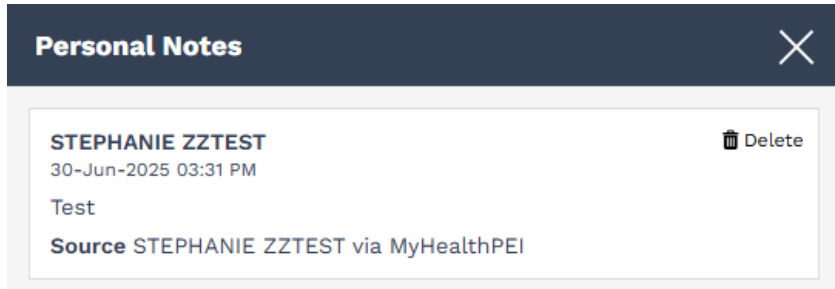 Personal Notes
STEPHANIE ZZTEST
Delete
30-Jun-2025 03:31 PM
Test
Source STEPHANIE ZZTEST via MyHealthPEI